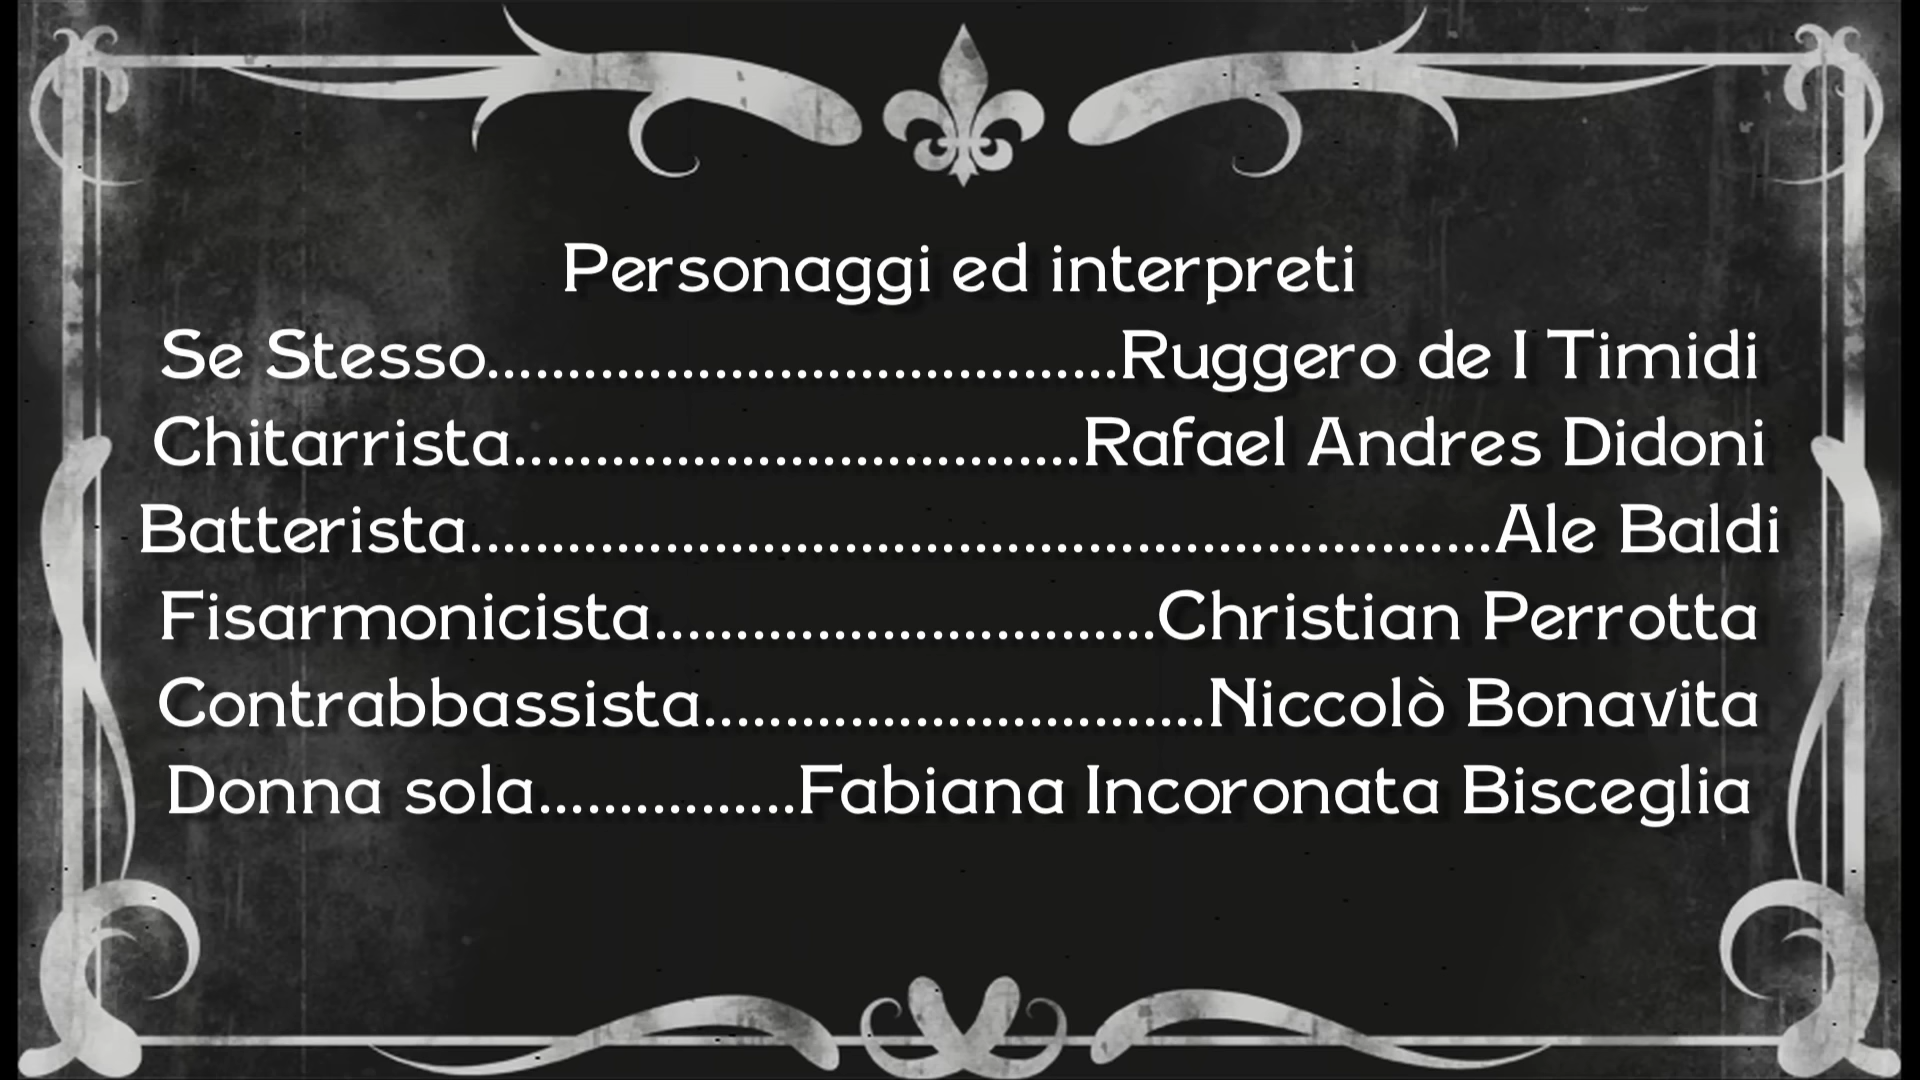 Personaggi ed interpreti
Se Stesso.......................................Ruggero de I Timidi
Chitarrista...................................Rafael Andres Didoni
Batterista...............................................................Ale Baldi
Fisarmonicista...............................Christian Perrotta
Contrabbassista...............................Niccolò Bonavita
Donna sola................Fabiana Incoronata Bisceglia